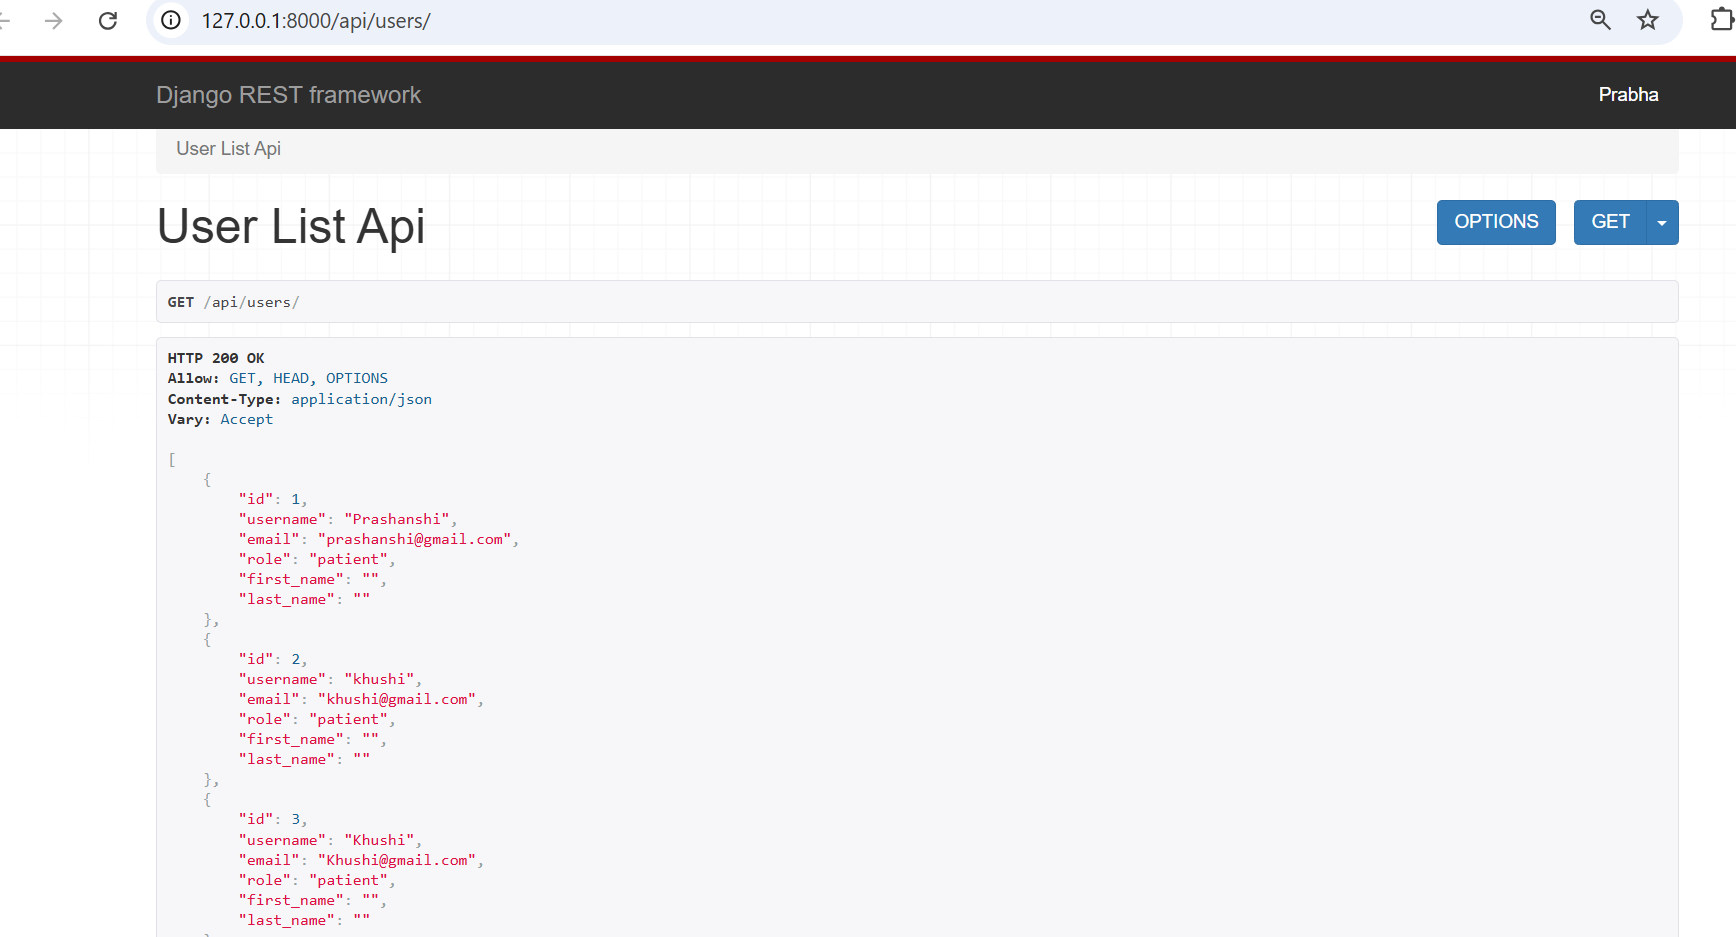 127.0.0.1:8000/api/users/
Django REST framework
Prabha
User List Api
User List Api
OPTIONS
GET
GET /api/users/
HTTP 200 OK
Allow: GET, HEAD, OPTIONS
Content-Type: application/json
Vary: Accept
[
    {
        "id": 1,
        "username": "Prashanshi",
        "email": "prashanshi@gmail.com",
        "role": "patient",
        "first_name": "",
        "last_name": ""
    },
    {
        "id": 2,
        "username": "khushi",
        "email": "khushi@gmail.com",
        "role": "patient",
        "first_name": "",
        "last_name": ""
    },
    {
        "id": 3,
        "username": "Khushi",
        "email": "Khushi@gmail.com",
        "role": "patient",
        "first_name": "",
        "last_name": ""